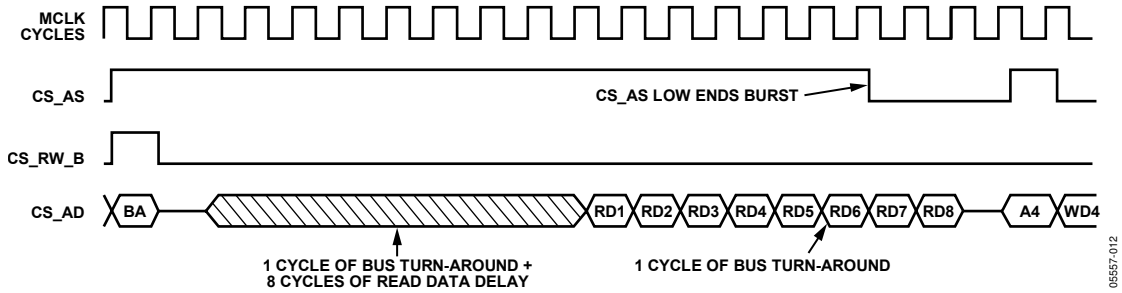 MCLK
CYCLES
CS_AS
CS_AS LOW ENDS BURST
CS_RW_B
CS_AD
BA RD1 RD2 RD3 RD4 RD5 RD6 RD7 RD8 A4 WD4
1 CYCLE OF BUS TURN-AROUND +
8 CYCLES OF READ DATA DELAY
1 CYCLE OF BUS TURN-AROUND
05557-012